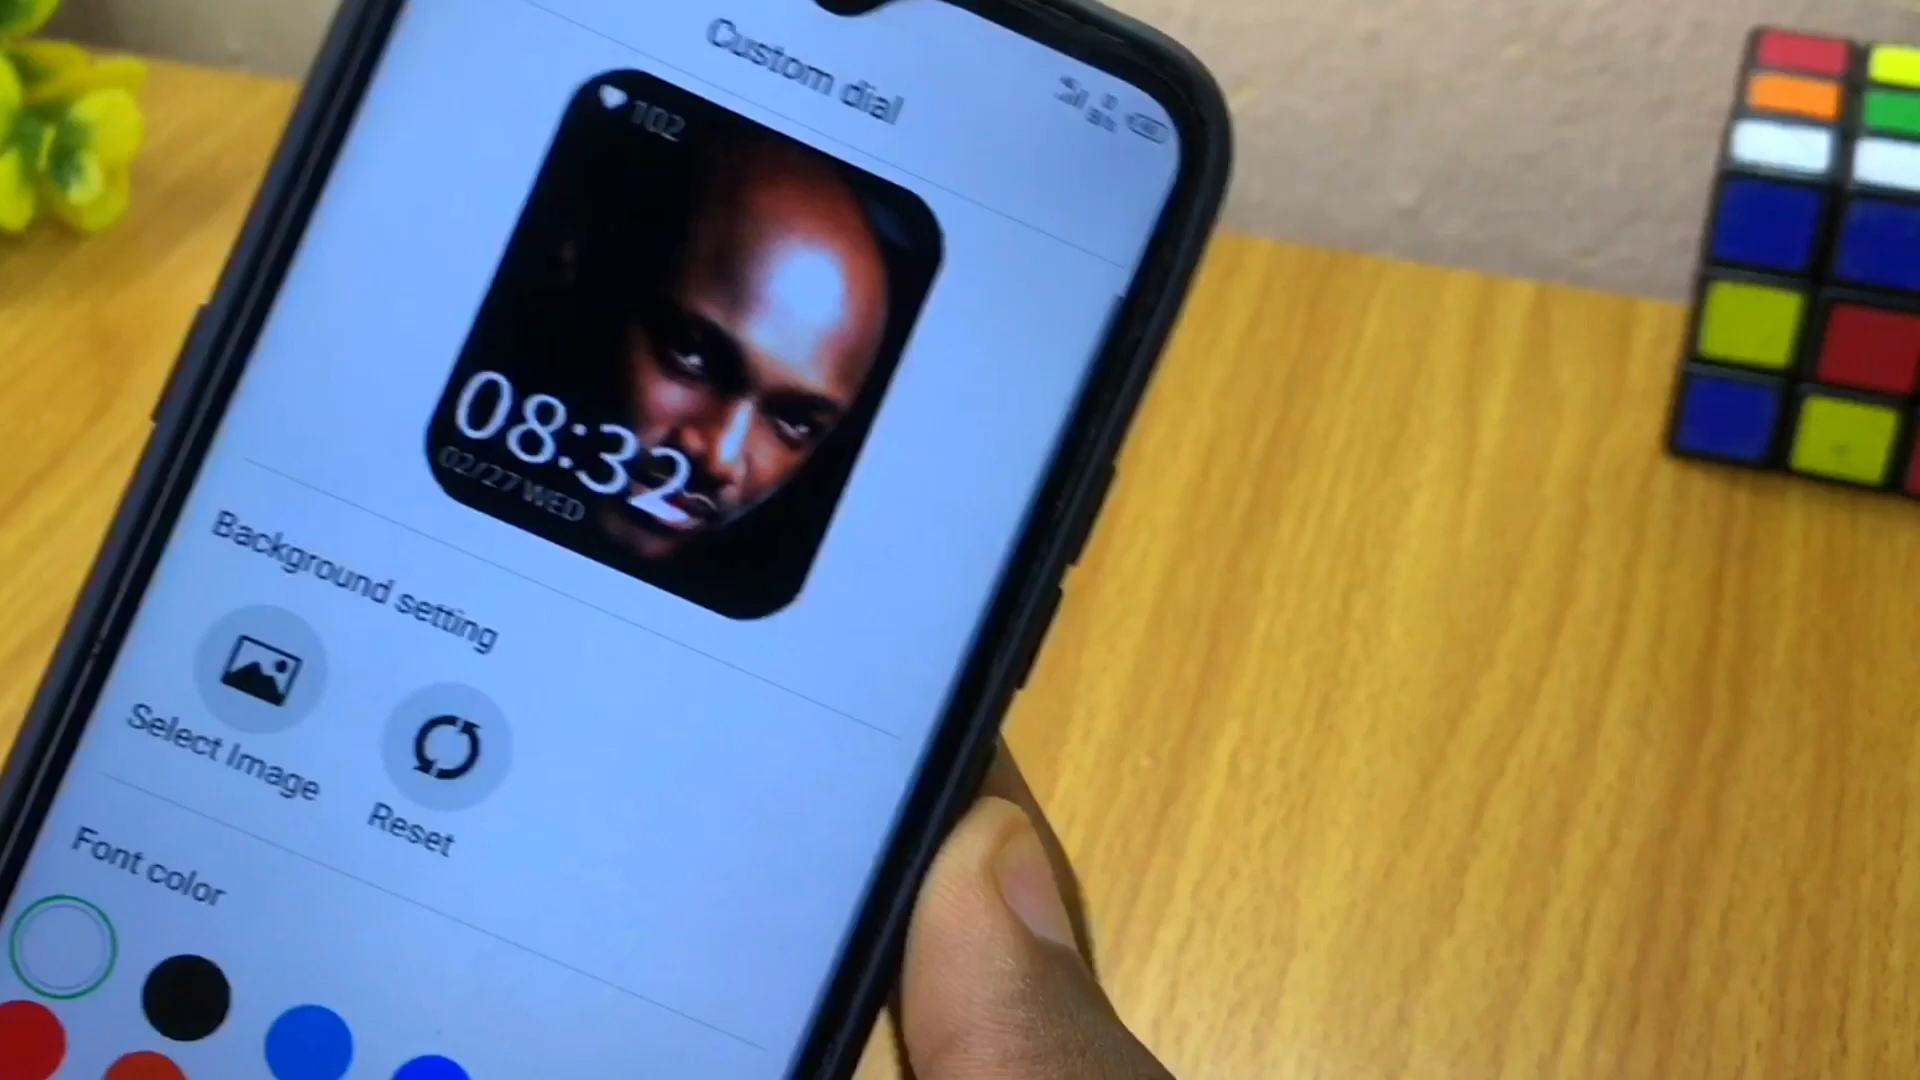 Custom dial
102
08:32
02/27 WED
Background setting
Select Image
Reset
Font color